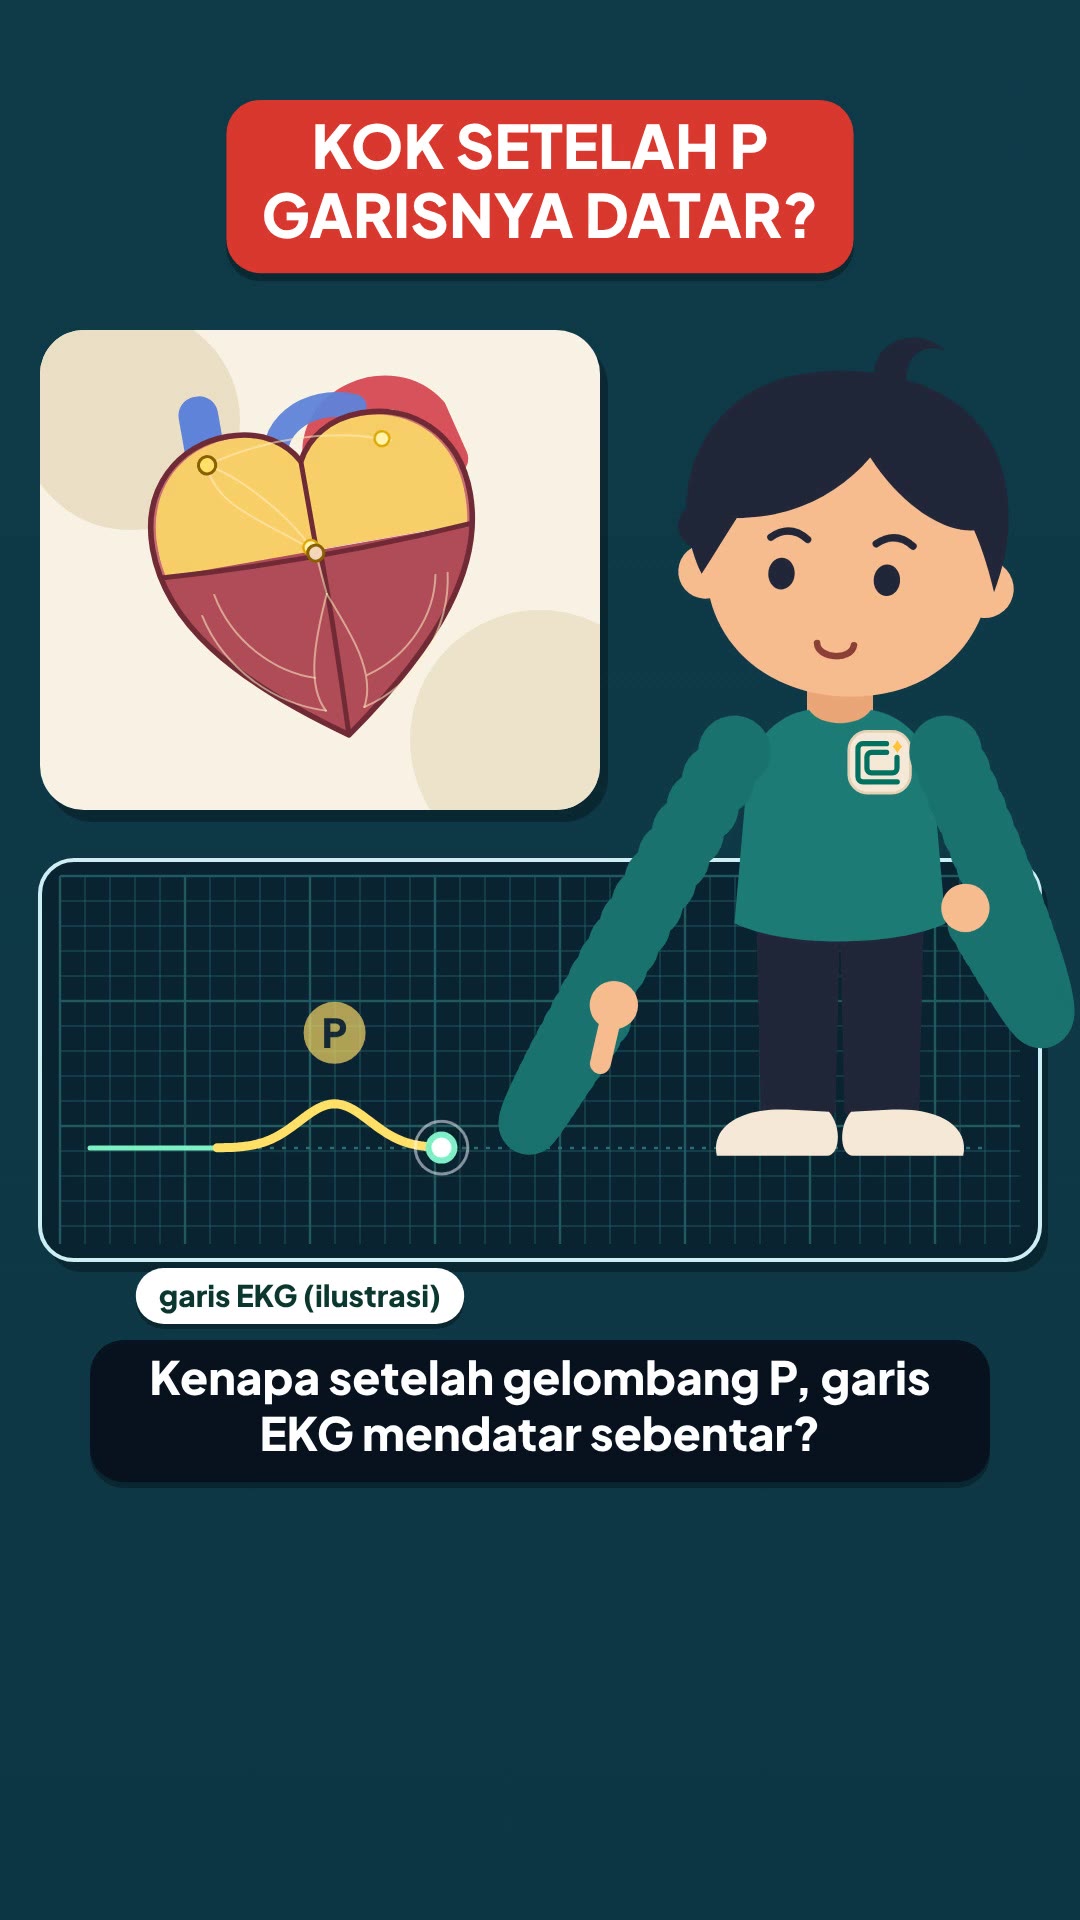 KOK SETELAH P
GARISNYA DATAR?
P
garis EKG (ilustrasi)
Kenapa setelah gelombang P, garis
EKG mendatar sebentar?